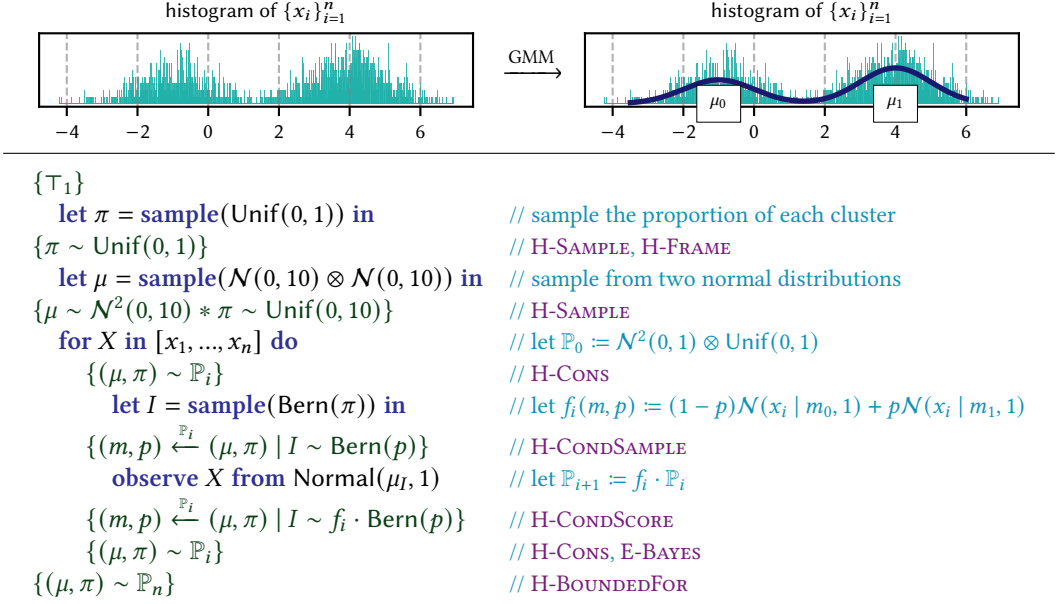 histogram of {x_i}_{i=1}^n
histogram of {x_i}_{i=1}^n
GMM
μ₀
μ₁
−4 −2 0 2 4 6
−4 −2 0 2 4 6
{⊤₁}
let π = sample(Unif(0, 1)) in // sample the proportion of each cluster
{π ∼ Unif(0, 1)} // H-Sample, H-Frame
let μ = sample(𝒩(0, 10) ⊗ 𝒩(0, 10)) in // sample from two normal distributions
{μ ∼ 𝒩²(0, 10) ∗ π ∼ Unif(0, 10)} // H-Sample
for X in [x₁, ..., xₙ] do // let ℙ₀ ≔ 𝒩²(0, 1) ⊗ Unif(0, 1)
{(μ, π) ∼ ℙᵢ} // H-Cons
let I = sample(Bern(π)) in // let fᵢ(m, p) ≔ (1 − p)𝒩(xᵢ | m₀, 1) + p𝒩(xᵢ | m₁, 1)
{(m, p) ←^{ℙᵢ} (μ, π) | I ∼ Bern(p)} // H-CondSample
observe X from Normal(μ_I, 1) // let ℙᵢ₊₁ ≔ fᵢ · ℙᵢ
{(m, p) ←^{ℙᵢ} (μ, π) | I ∼ fᵢ · Bern(p)} // H-CondScore
{(μ, π) ∼ ℙᵢ} // H-Cons, E-Bayes
{(μ, π) ∼ ℙₙ} // H-BoundedFor